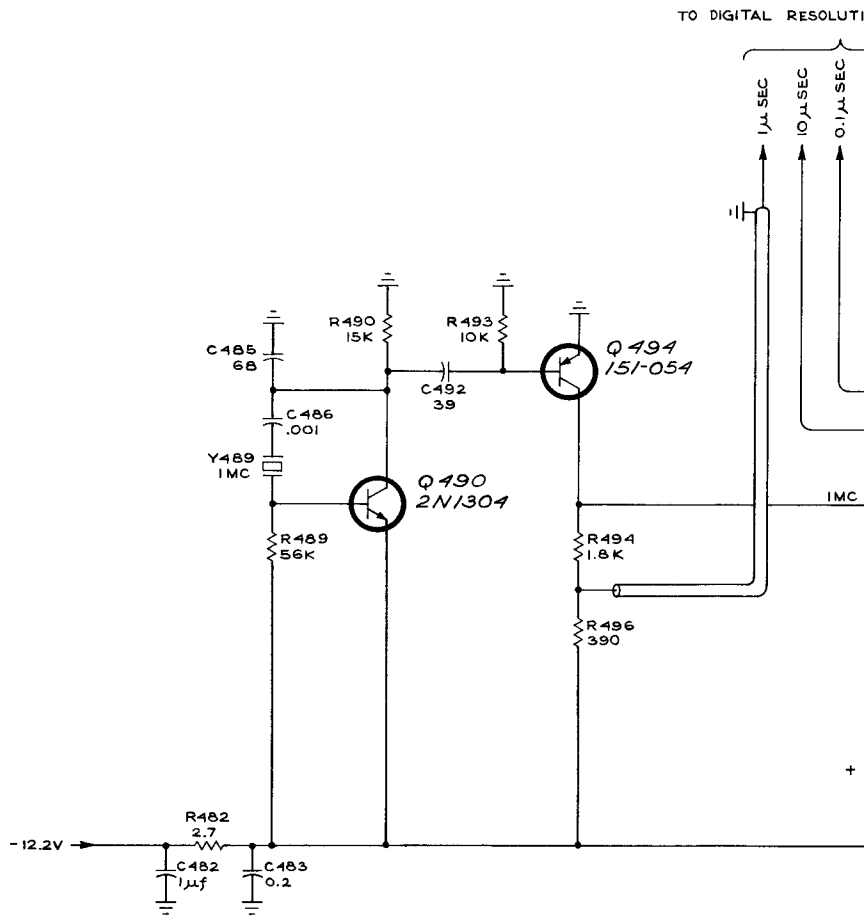 TO DIGITAL RESOLUTI
1μSEC
10μSEC
0.1μSEC
R490
15K
R493
10K
C485
68
Q494
151-054
C492
39
C486
.001
Y489
1MC
Q490
2N1304
1MC
R489
56K
R494
1.8K
R496
390
+
R482
2.7
-12.2V
C482
1μf
C483
0.2